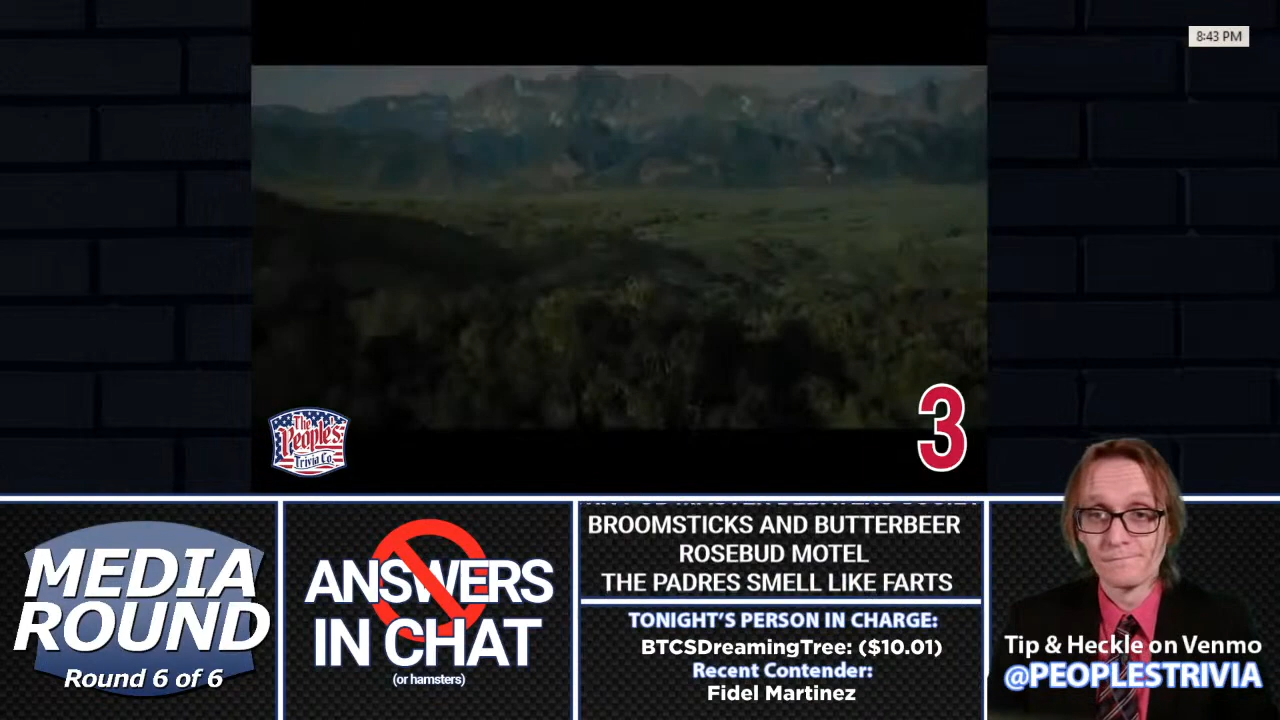 8:43 PM
The
People's
Trivia Co.
3
MEDIA
ROUND
Round 6 of 6
ANSWERS
IN CHAT
(or hamsters)
BROOMSTICKS AND BUTTERBEER
ROSEBUD MOTEL
THE PADRES SMELL LIKE FARTS
TONIGHT'S PERSON IN CHARGE:
BTCSDreamingTree: ($10.01)
Recent Contender:
Fidel Martinez
Tip & Heckle on Venmo
@PEOPLESTRIVIA